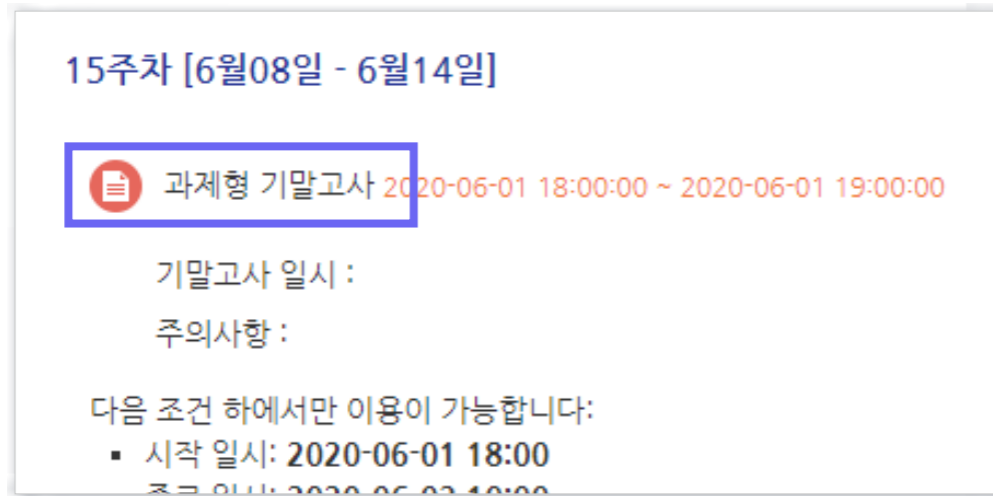 15주차 [6월08일 - 6월14일]
과제형 기말고사 2020-06-01 18:00:00 ~ 2020-06-01 19:00:00
기말고사 일시 :
주의사항 :
다음 조건 하에서만 이용이 가능합니다:
▪ 시작 일시: 2020-06-01 18:00